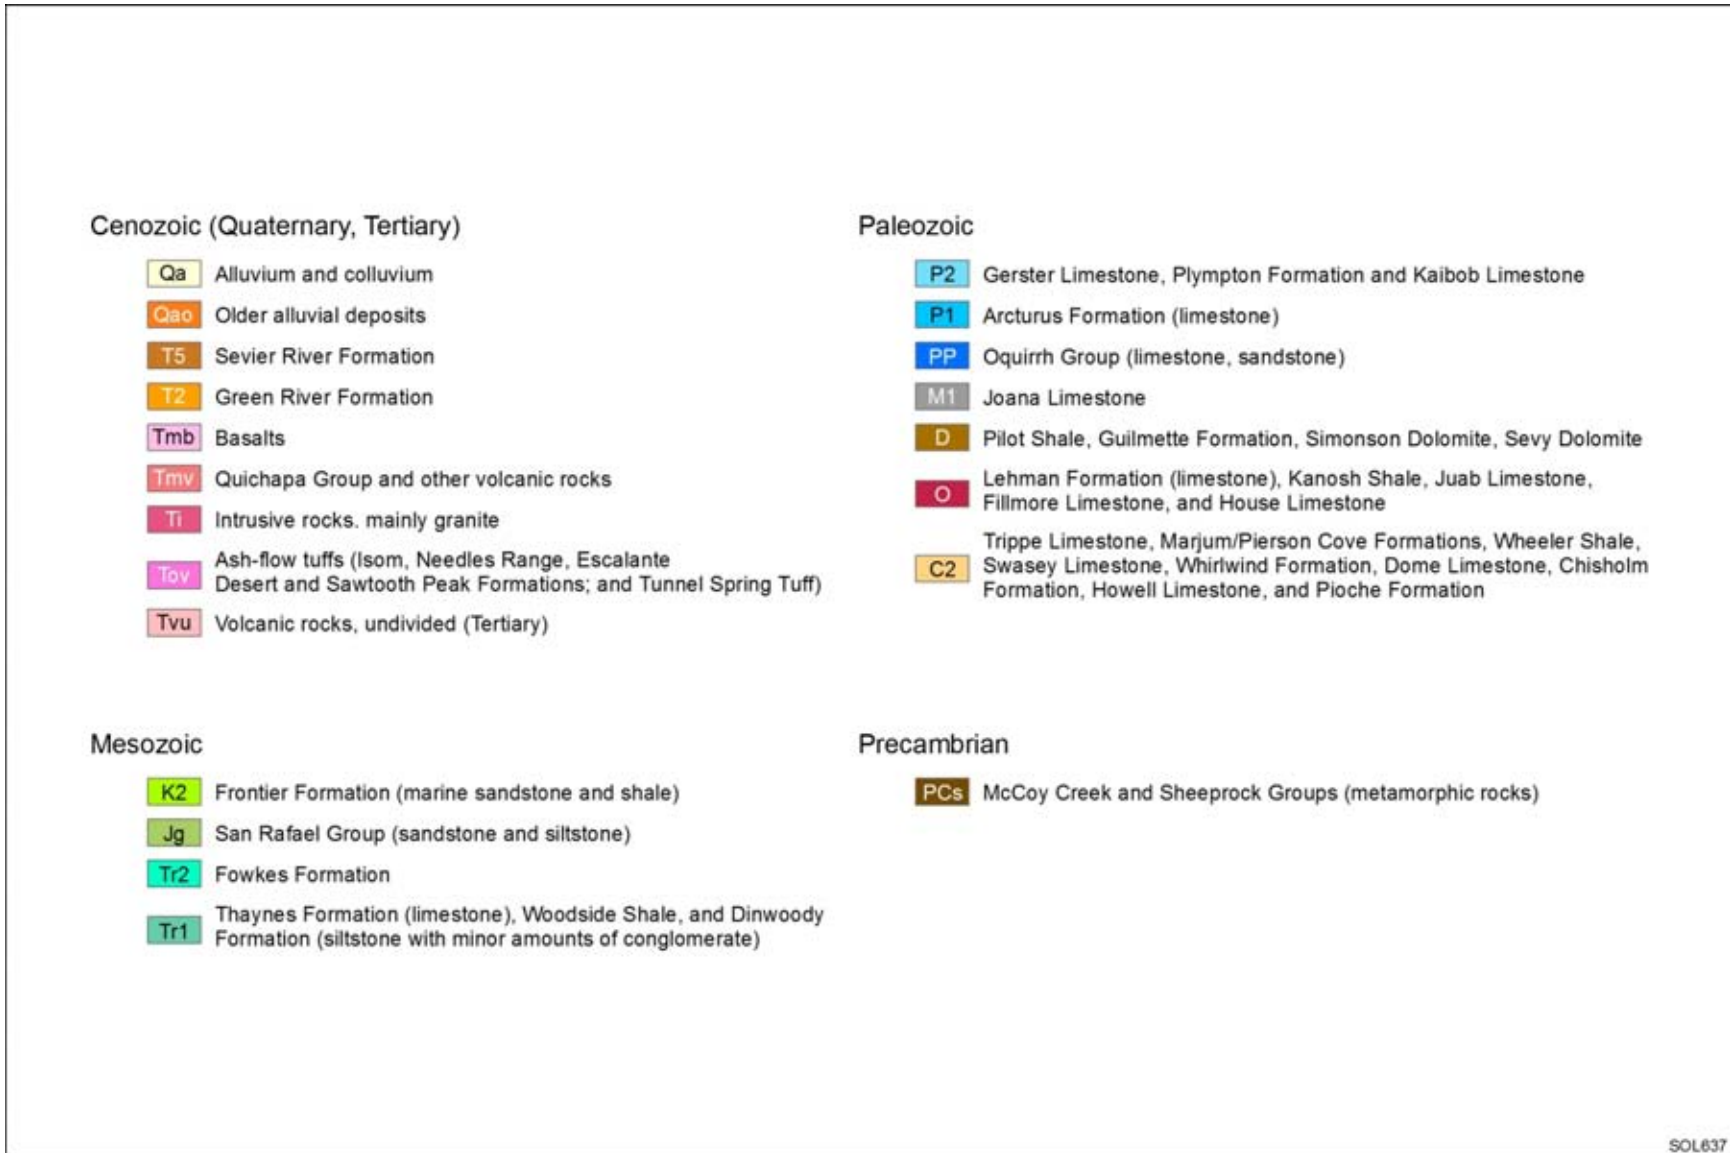 Cenozoic (Quaternary, Tertiary)
Qa Alluvium and colluvium
Qao Older alluvial deposits
T5 Sevier River Formation
T2 Green River Formation
Tmb Basalts
Tmv Quichapa Group and other volcanic rocks
Ti Intrusive rocks. mainly granite
Tov Ash-flow tuffs (Isom, Needles Range, Escalante
Desert and Sawtooth Peak Formations; and Tunnel Spring Tuff)
Tvu Volcanic rocks, undivided (Tertiary)
Mesozoic
K2 Frontier Formation (marine sandstone and shale)
Jg San Rafael Group (sandstone and siltstone)
Tr2 Fowkes Formation
Tr1 Thaynes Formation (limestone), Woodside Shale, and Dinwoody
Formation (siltstone with minor amounts of conglomerate)
Paleozoic
P2 Gerster Limestone, Plympton Formation and Kaibob Limestone
P1 Arcturus Formation (limestone)
PP Oquirrh Group (limestone, sandstone)
M1 Joana Limestone
D Pilot Shale, Guilmette Formation, Simonson Dolomite, Sevy Dolomite
O Lehman Formation (limestone), Kanosh Shale, Juab Limestone,
Fillmore Limestone, and House Limestone
C2 Trippe Limestone, Marjum/Pierson Cove Formations, Wheeler Shale,
Swasey Limestone, Whirlwind Formation, Dome Limestone, Chisholm
Formation, Howell Limestone, and Pioche Formation
Precambrian
PCs McCoy Creek and Sheeprock Groups (metamorphic rocks)
SOL637